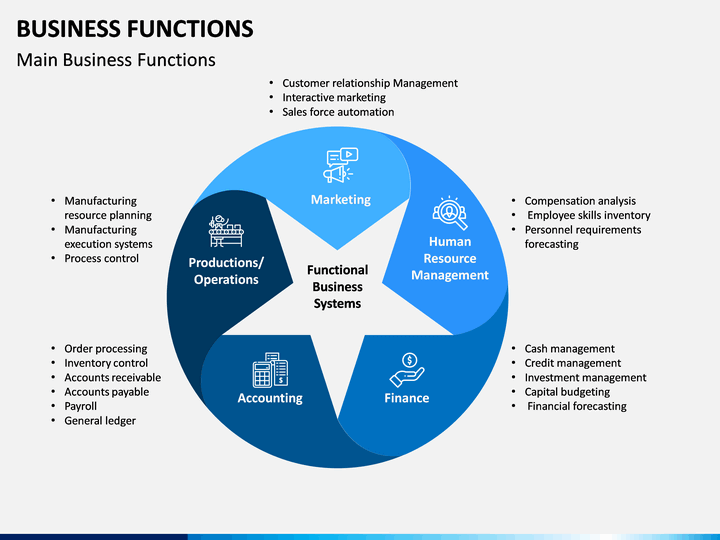 BUSINESS FUNCTIONS
Main Business Functions
• Customer relationship Management
• Interactive marketing
• Sales force automation
Marketing
• Manufacturing
resource planning
• Manufacturing
execution systems
• Process control
Productions/
Operations
Human
Resource
Management
• Compensation analysis
• Employee skills inventory
• Personnel requirements
forecasting
Functional
Business
Systems
• Order processing
• Inventory control
• Accounts receivable
• Accounts payable
• Payroll
• General ledger
Accounting
Finance
• Cash management
• Credit management
• Investment management
• Capital budgeting
• Financial forecasting